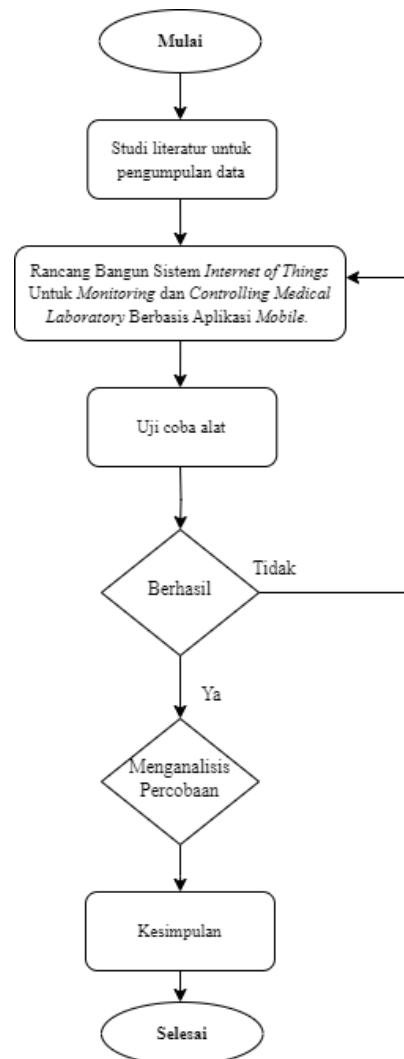 Mulai
Studi literatur untuk
pengumpulan data
Rancang Bangun Sistem Internet of Things
Untuk Monitoring dan Controlling Medical
Laboratory Berbasis Aplikasi Mobile.
Uji coba alat
Berhasil
Tidak
Ya
Menganalisis
Percobaan
Kesimpulan
Selesai